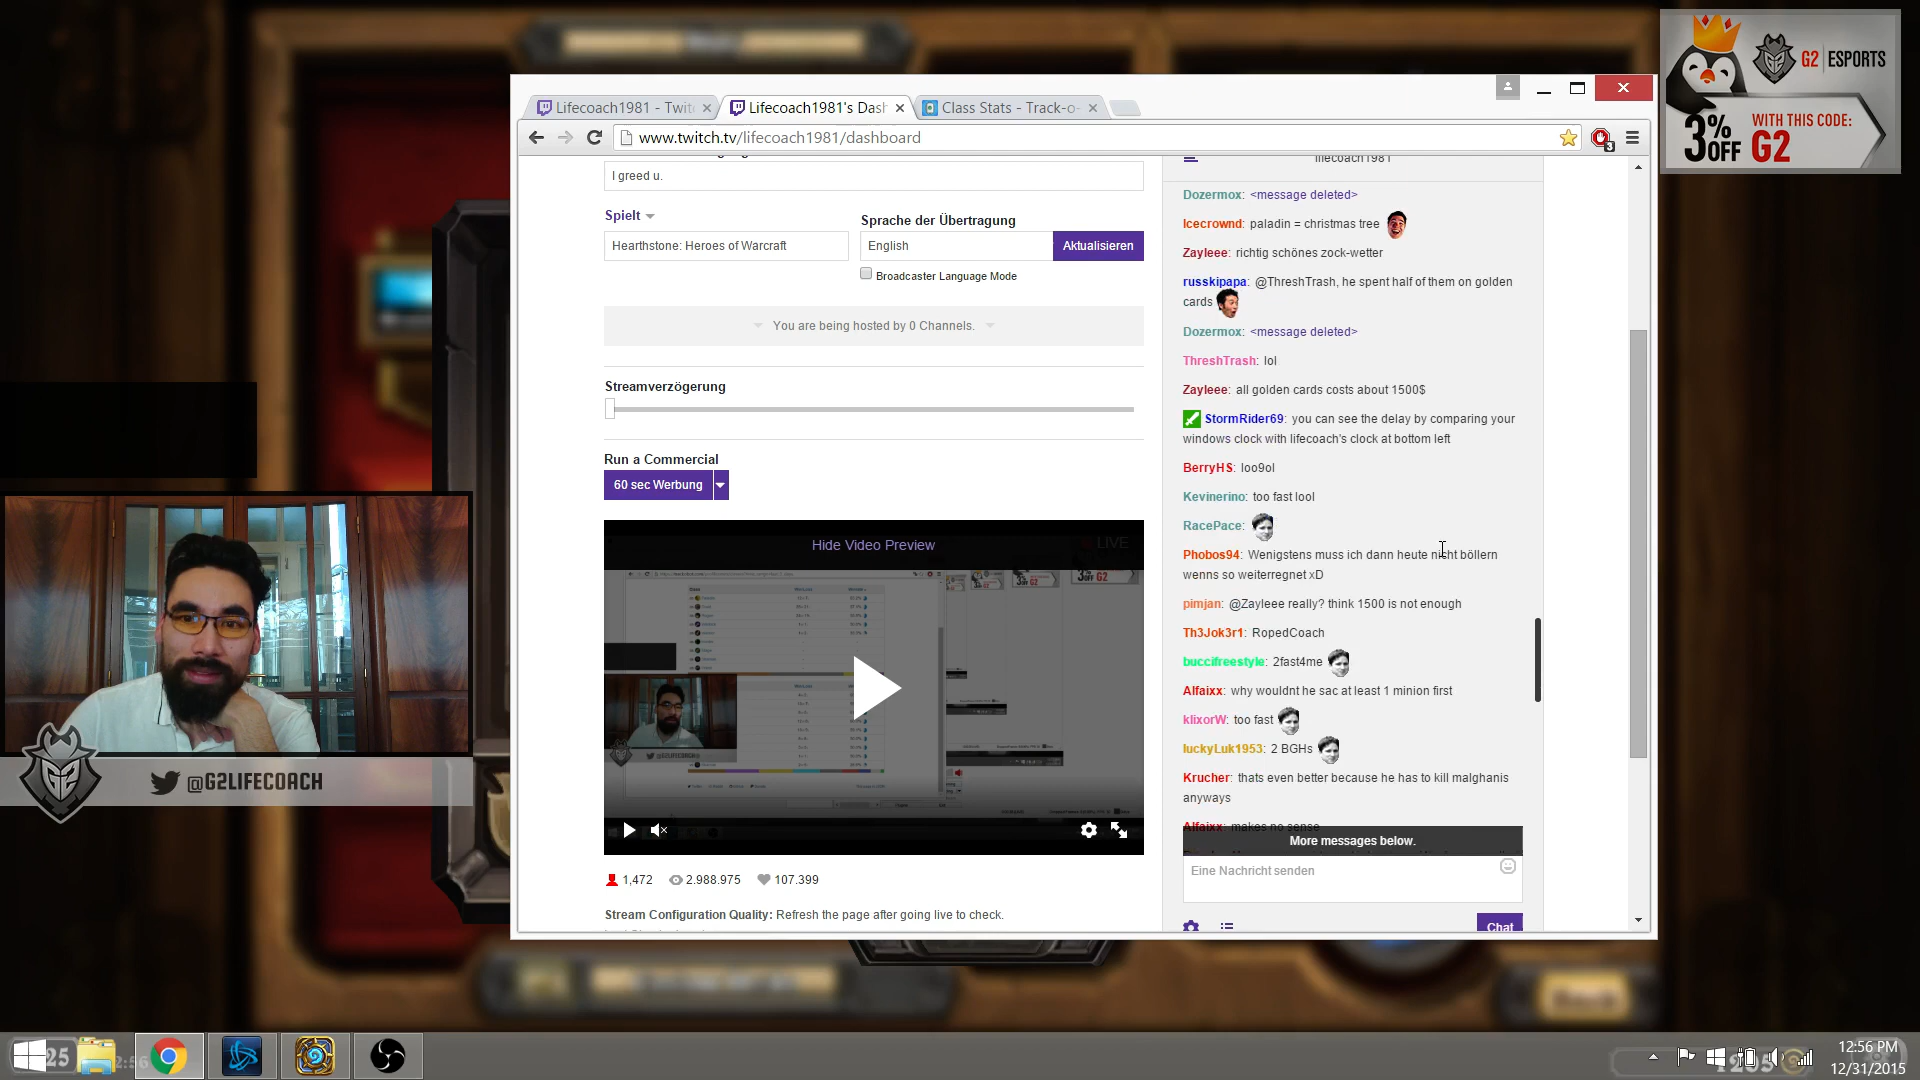 G2 ESPORTS
3% OFF
WITH THIS CODE:
G2
Lifecoach1981 - Twit
Lifecoach1981's Dash
Class Stats - Track-o-
www.twitch.tv/lifecoach1981/dashboard
3
I greed u.
Spielt
Sprache der Übertragung
Hearthstone: Heroes of Warcraft
English
Aktualisieren
Broadcaster Language Mode
You are being hosted by 0 Channels.
Streamverzögerung
Run a Commercial
60 sec Werbung
Hide Video Preview
LIVE
1,472
2.988.975
107.399
Stream Configuration Quality: Refresh the page after going live to check.
lifecoach1981
Dozermox: <message deleted>
Icecrownd: paladin = christmas tree
Zayleee: richtig schönes zock-wetter
russkipapa: @ThreshTrash, he spent half of them on golden
cards
Dozermox: <message deleted>
ThreshTrash: lol
Zayleee: all golden cards costs about 1500$
StormRider69: you can see the delay by comparing your
windows clock with lifecoach's clock at bottom left
BerryHS: loo9ol
Kevinerino: too fast lool
RacePace:
Phobos94: Wenigstens muss ich dann heute nicht böllern
wenns so weiterregnet xD
pimjan: @Zayleee really? think 1500 is not enough
Th3Jok3r1: RopedCoach
buccifreestyle: 2fast4me
Alfaixx: why wouldnt he sac at least 1 minion first
klixorW: too fast
luckyLuk1953: 2 BGHs
Krucher: thats even better because he has to kill malghanis
anyways
Alfaixx: makes no sense
More messages below.
Eine Nachricht senden
Chat
@G2LIFECOACH
12:56 PM
12/31/2015